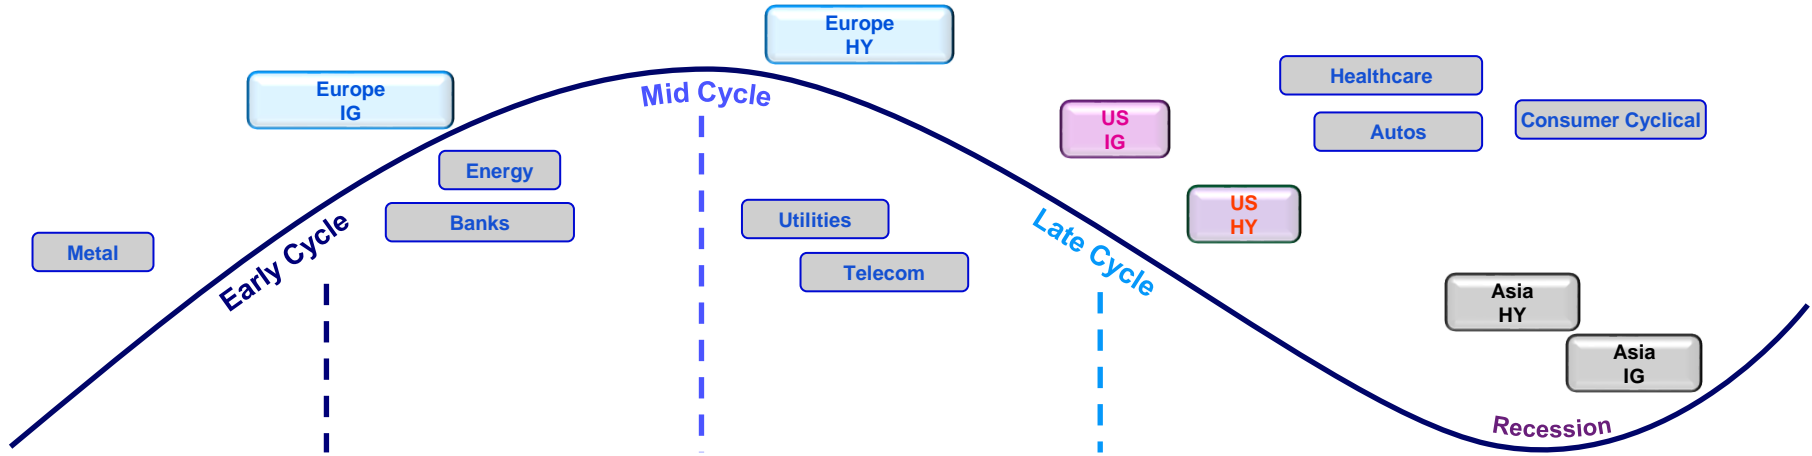 Europe
HY
Europe
IG
Mid Cycle
Healthcare
US
IG
Autos
Consumer Cyclical
Energy
Banks
Utilities
US
HY
Metal
Early Cycle
Late Cycle
Telecom
Asia
HY
Asia
IG
Recession